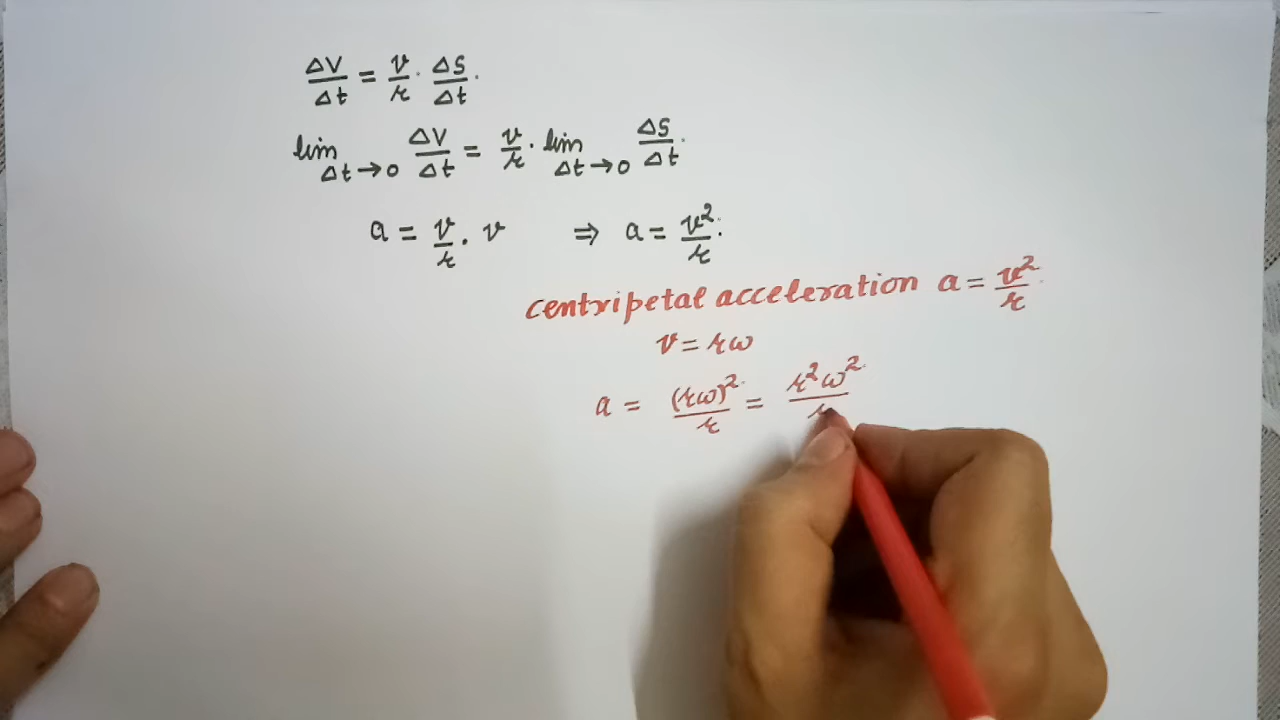 ΔV/Δt = v/r · ΔS/Δt.
lim Δt→0 ΔV/Δt = v/r · lim Δt→0 ΔS/Δt.
a = v/r . v ⇒ a = v²/r.
centripetal acceleration a = v²/r.
v = rω
a = (rω)²/r = r²ω²/r